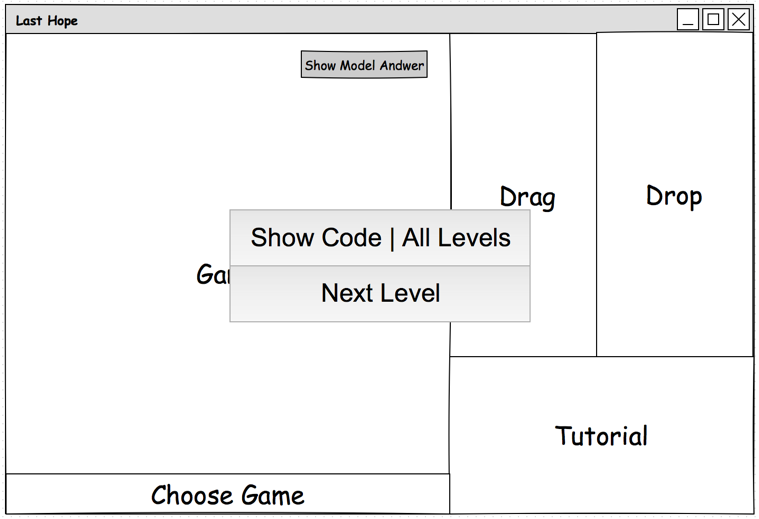 Last Hope
Show Model Andwer
Drag
Drop
Show Code | All Levels
Next Level
Tutorial
Choose Game